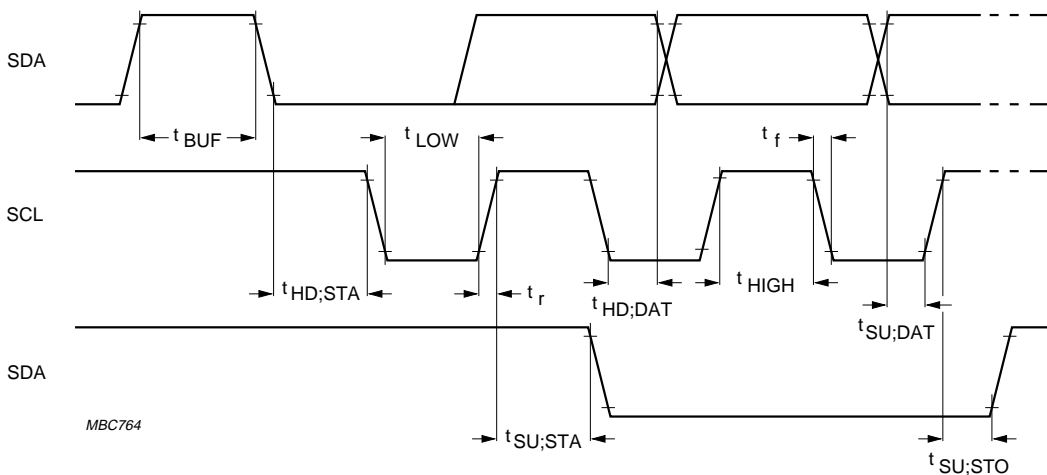 SDA
t BUF
t LOW
t f
SCL
t HD;STA
t r
t HD;DAT
t HIGH
t SU;DAT
SDA
MBC764
t SU;STA
t SU;STO